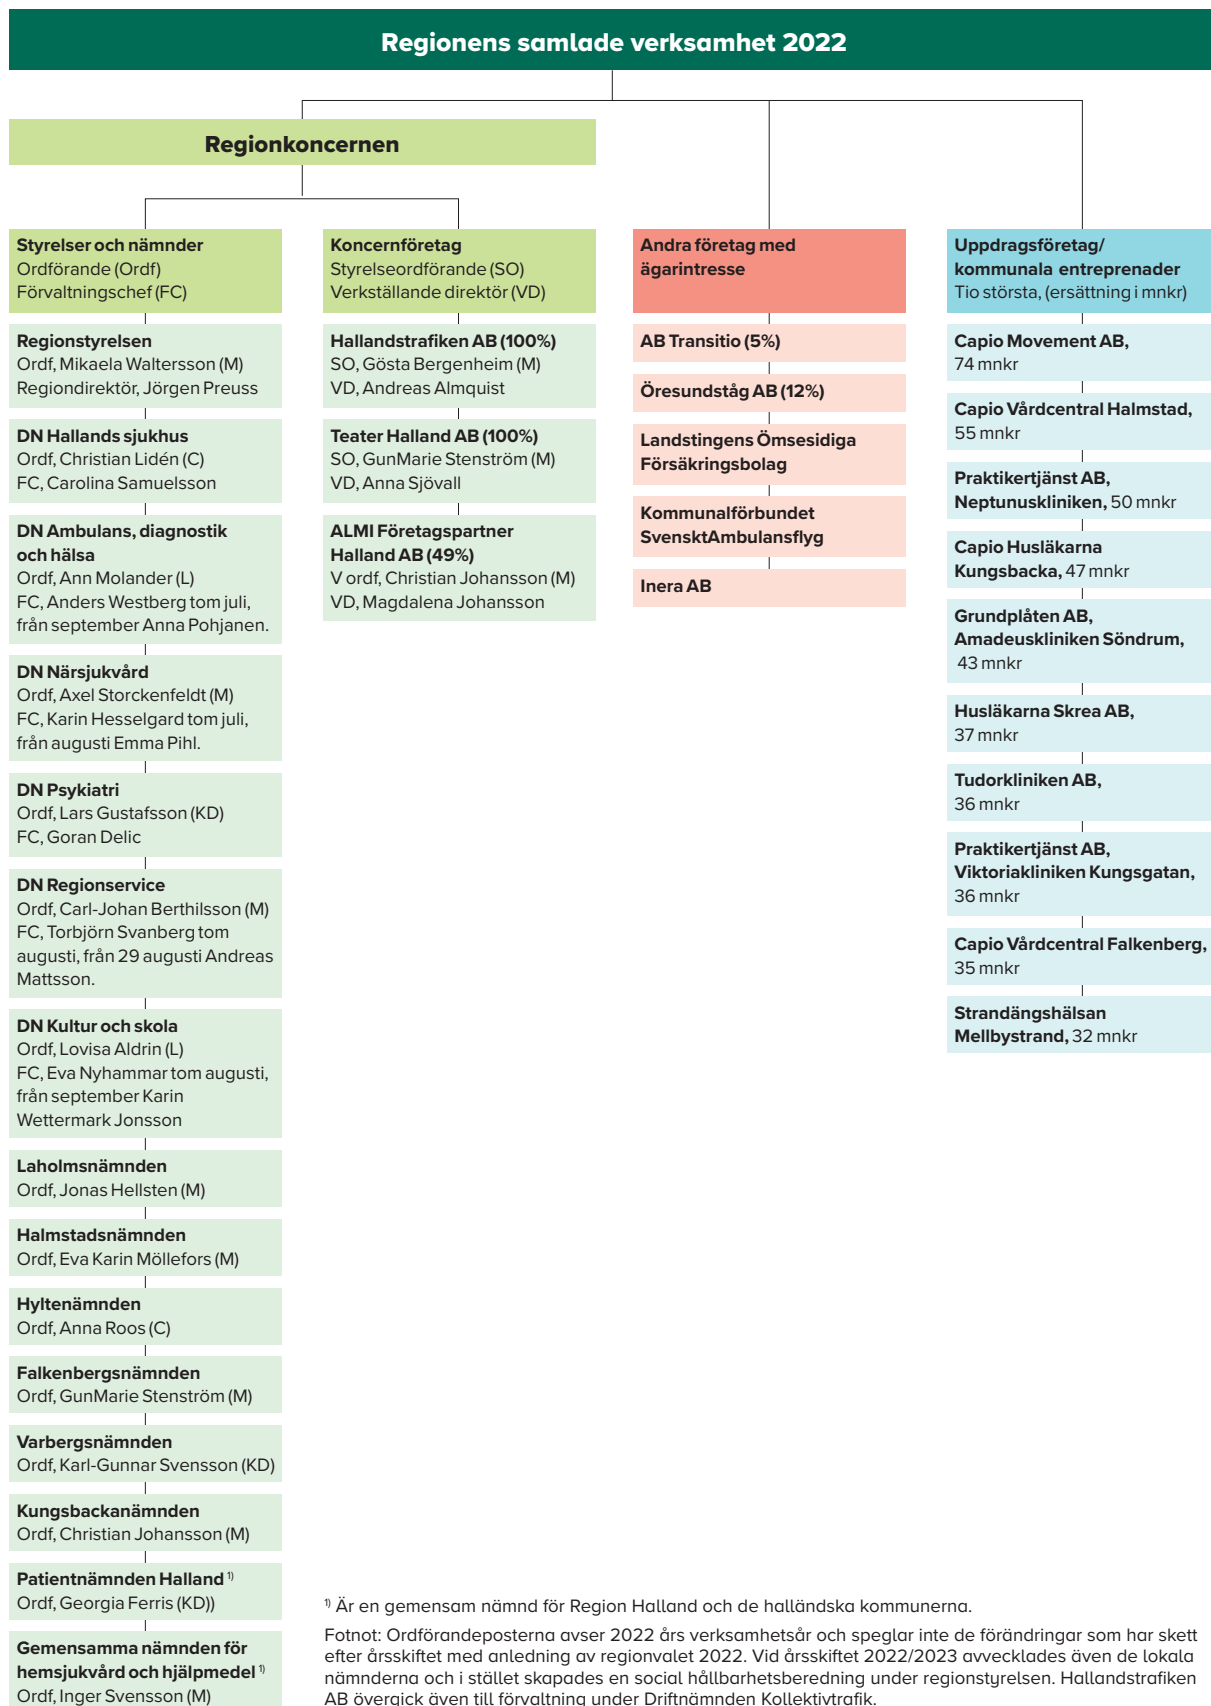 Regionens samlade verksamhet 2022
Regionkoncernen
Styrelser och nämnder
Ordförande (Ordf)
Förvaltningschef (FC)
Regionstyrelsen
Ordf, Mikaela Waltersson (M)
Regiondirektör, Jörgen Preuss
DN Hallands sjukhus
Ordf, Christian Lidén (C)
FC, Carolina Samuelsson
DN Ambulans, diagnostik
och hälsa
Ordf, Ann Molander (L)
FC, Anders Westberg tom juli,
från september Anna Pohjanen.
DN Närsjukvård
Ordf, Axel Storckenfeldt (M)
FC, Karin Hesselgard tom juli,
från augusti Emma Pihl.
DN Psykiatri
Ordf, Lars Gustafsson (KD)
FC, Goran Delic
DN Regionservice
Ordf, Carl-Johan Berthilsson (M)
FC, Torbjörn Svanberg tom
augusti, från 29 augusti Andreas
Mattsson.
DN Kultur och skola
Ordf, Lovisa Aldrin (L)
FC, Eva Nyhammar tom augusti,
från september Karin
Wettermark Jonsson
Laholmsnämnden
Ordf, Jonas Hellsten (M)
Halmstadsnämnden
Ordf, Eva Karin Möllefors (M)
Hyltenämnden
Ordf, Anna Roos (C)
Falkenbergsnämnden
Ordf, GunMarie Stenström (M)
Varbergsnämnden
Ordf, Karl-Gunnar Svensson (KD)
Kungsbackanämnden
Ordf, Christian Johansson (M)
Patientnämnden Halland 1)
Ordf, Georgia Ferris (KD))
Gemensamma nämnden för
hemsjukvård och hjälpmedel 1)
Ordf, Inger Svensson (M)
Koncernföretag
Styrelseordförande (SO)
Verkställande direktör (VD)
Hallandstrafiken AB (100%)
SO, Gösta Bergenheim (M)
VD, Andreas Almquist
Teater Halland AB (100%)
SO, GunMarie Stenström (M)
VD, Anna Sjövall
ALMI Företagspartner
Halland AB (49%)
V ordf, Christian Johansson (M)
VD, Magdalena Johansson
Andra företag med
ägarintresse
AB Transitio (5%)
Öresundståg AB (12%)
Landstingens Ömsesidiga
Försäkringsbolag
Kommunalförbundet
SvensktAmbulansflyg
Inera AB
Uppdragsföretag/
kommunala entreprenader
Tio största, (ersättning i mnkr)
Capio Movement AB,
74 mnkr
Capio Vårdcentral Halmstad,
55 mnkr
Praktikertjänst AB,
Neptunuskliniken, 50 mnkr
Capio Husläkarna
Kungsbacka, 47 mnkr
Grundplåten AB,
Amadeuskliniken Söndrum,
43 mnkr
Husläkarna Skrea AB,
37 mnkr
Tudorkliniken AB,
36 mnkr
Praktikertjänst AB,
Viktoriakliniken Kungsgatan,
36 mnkr
Capio Vårdcentral Falkenberg,
35 mnkr
Strandängshälsan
Mellbystrand, 32 mnkr
1) Är en gemensam nämnd för Region Halland och de halländska kommunerna.
Fotnot: Ordförandeposterna avser 2022 års verksamhetsår och speglar inte de förändringar som har skett
efter årsskiftet med anledning av regionvalet 2022. Vid årsskiftet 2022/2023 avvecklades även de lokala
nämnderna och i stället skapades en social hållbarhetsberedning under regionstyrelsen. Hallandstrafiken
AB övergick även till förvaltning under Driftnämnden Kollektivtrafik.